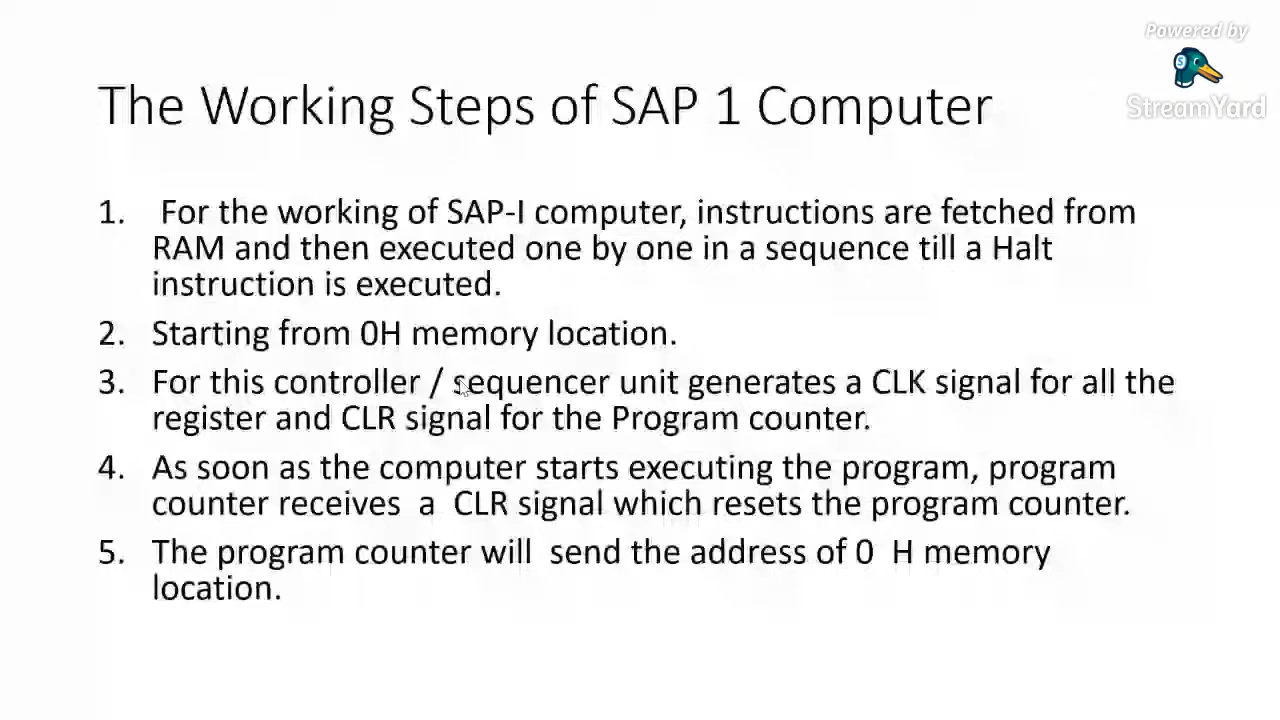 Powered by
StreamYard
The Working Steps of SAP 1 Computer
1. For the working of SAP-I computer, instructions are fetched from
RAM and then executed one by one in a sequence till a Halt
instruction is executed.
2. Starting from 0H memory location.
3. For this controller / sequencer unit generates a CLK signal for all the
register and CLR signal for the Program counter.
4. As soon as the computer starts executing the program, program
counter receives a CLR signal which resets the program counter.
5. The program counter will send the address of 0 H memory
location.